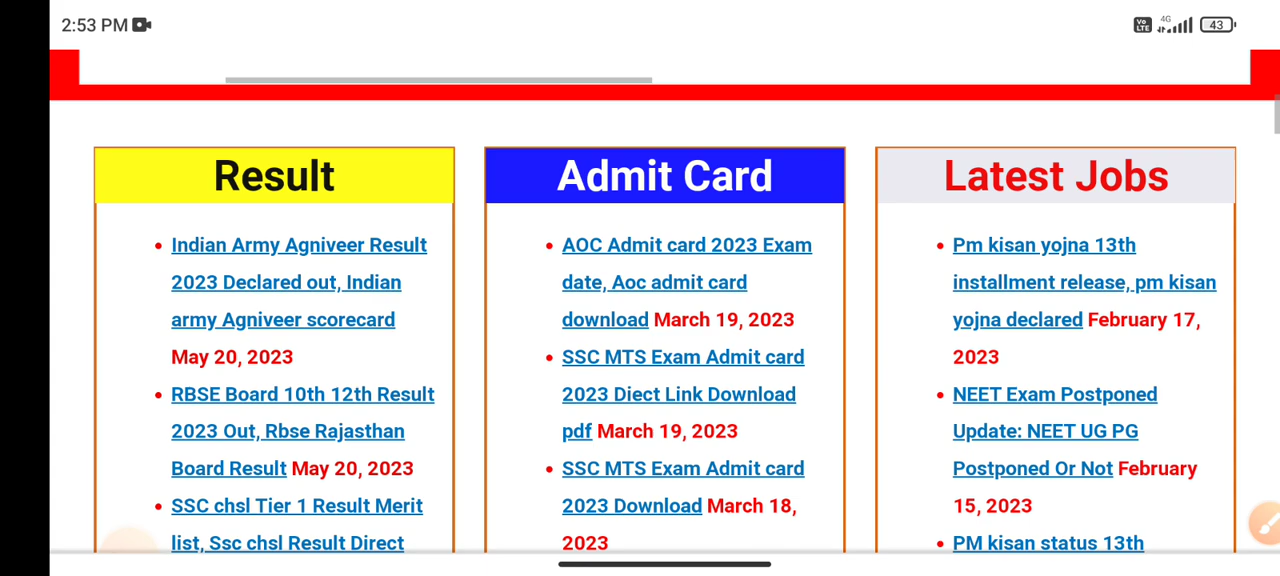 2:53 PM
Vo LTE 4G 43
Result
Indian Army Agniveer Result
2023 Declared out, Indian
army Agniveer scorecard
May 20, 2023
RBSE Board 10th 12th Result
2023 Out, Rbse Rajasthan
Board Result May 20, 2023
SSC chsl Tier 1 Result Merit
list, Ssc chsl Result Direct
Admit Card
AOC Admit card 2023 Exam
date, Aoc admit card
download March 19, 2023
SSC MTS Exam Admit card
2023 Diect Link Download
pdf March 19, 2023
SSC MTS Exam Admit card
2023 Download March 18,
2023
Latest Jobs
Pm kisan yojna 13th
installment release, pm kisan
yojna declared February 17,
2023
NEET Exam Postponed
Update: NEET UG PG
Postponed Or Not February
15, 2023
PM kisan status 13th